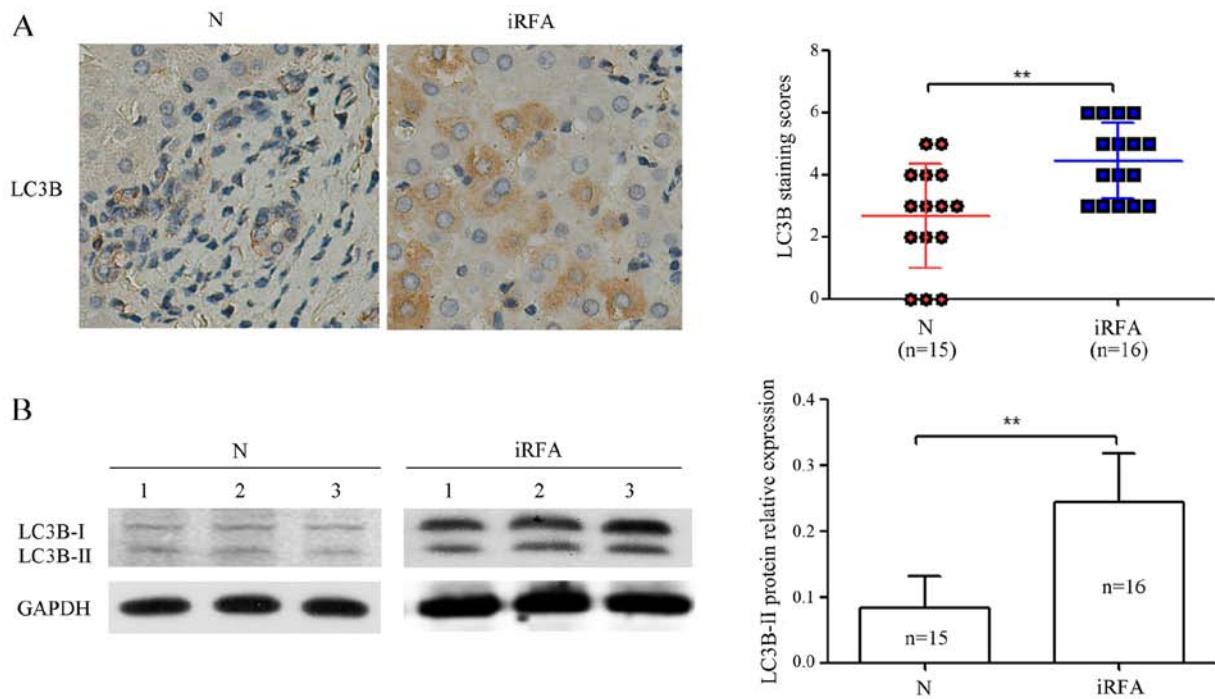 A
N
iRFA
LC3B
LC3B staining scores
8
6
4
2
0
**
N
(n=15)
iRFA
(n=16)
B
N
iRFA
1 2 3
1 2 3
LC3B-I
LC3B-II
GAPDH
LC3B-II protein relative expression
0.4
0.3
0.2
0.1
0.0
**
n=15
n=16
N
iRFA